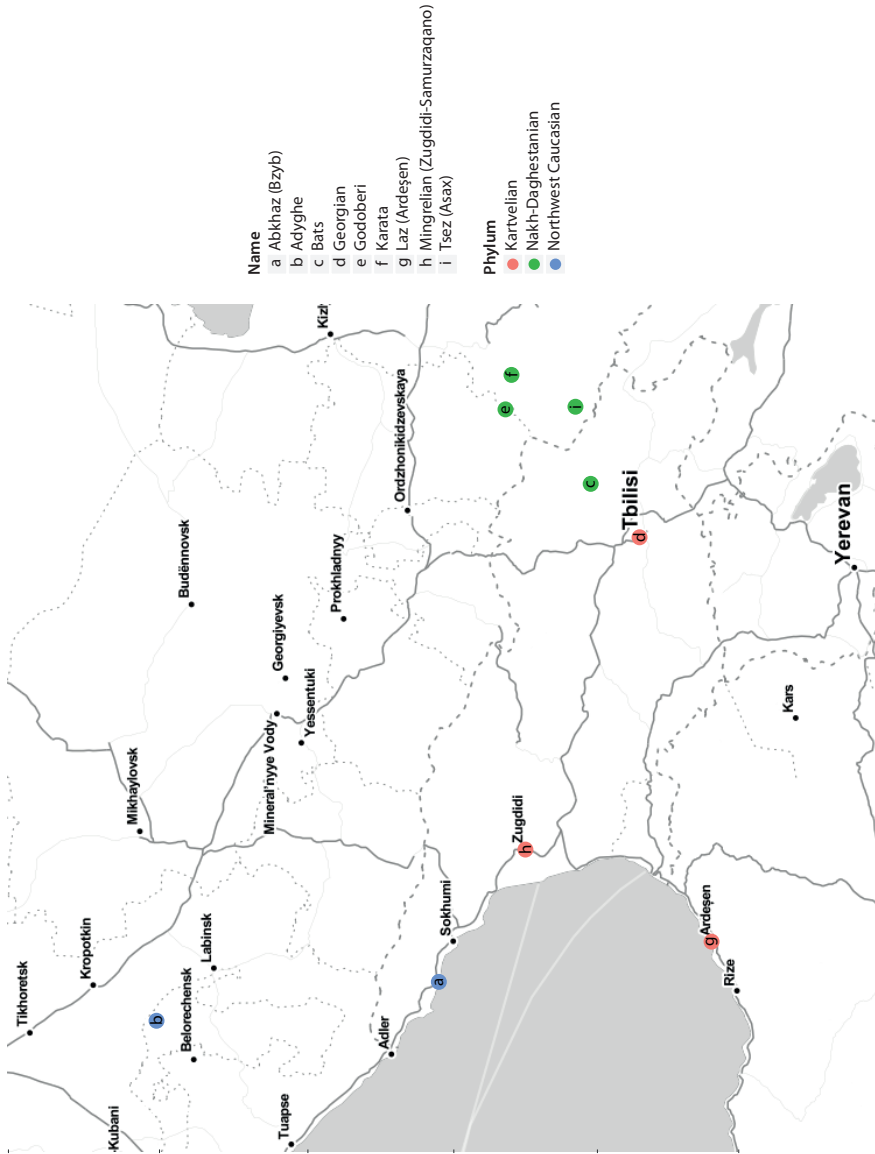 Name
a Abkhaz (Bzyb)
b Adyghe
c Bats
d Georgian
e Godoberi
f Karata
g Laz (Ardeşen)
h Mingrelian (Zugdidi-Samurzaqano)
i Tsez (Asax)
Phylum
Kartvelian
Nakh-Daghestanian
Northwest Caucasian
Tikhoretsk
Kropotkin
-Kubani
b
Belorechensk
Labinsk
Mikhaylovsk
Budënnovsk
Mineral'nyye Vody
Georgiyevsk
Yessentuki
Prokhladnyy
Kizl
Tuapse
Adler
Sokhumi
a
Ordzhonikidzevskaya
Zugdidi
h
e
f
i
c
Tbilisi
d
Ardeşen
g
Rize
Kars
Yerevan